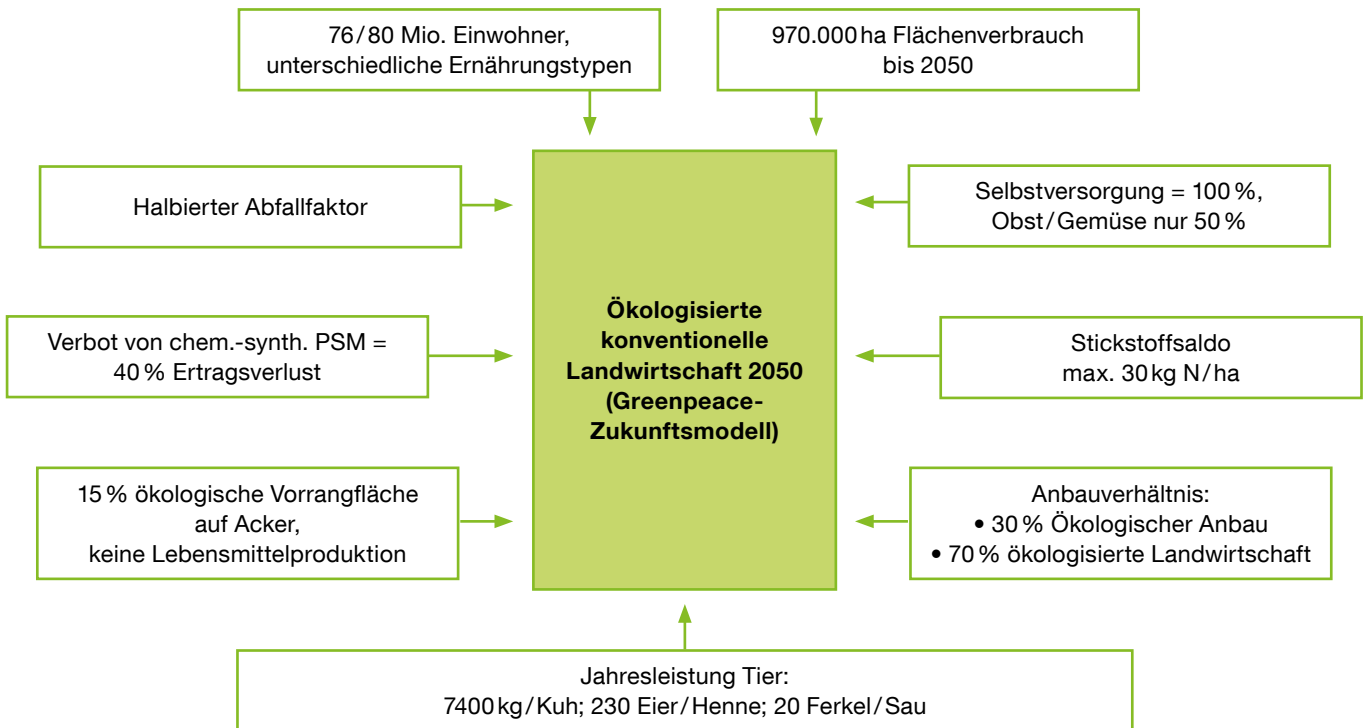 76/80 Mio. Einwohner,
unterschiedliche Ernährungstypen
970.000 ha Flächenverbrauch
bis 2050
Halbierter Abfallfaktor
Selbstversorgung = 100 %,
Obst/Gemüse nur 50 %
Verbot von chem.-synth. PSM =
40 % Ertragsverlust
Ökologisierte
konventionelle
Landwirtschaft 2050
(Greenpeace-
Zukunftsmodell)
Stickstoffsaldo
max. 30 kg N/ha
15 % ökologische Vorrangfläche
auf Acker,
keine Lebensmittelproduktion
Anbauverhältnis:
• 30 % Ökologischer Anbau
• 70 % ökologisierte Landwirtschaft
Jahresleistung Tier:
7400 kg/Kuh; 230 Eier/Henne; 20 Ferkel/Sau